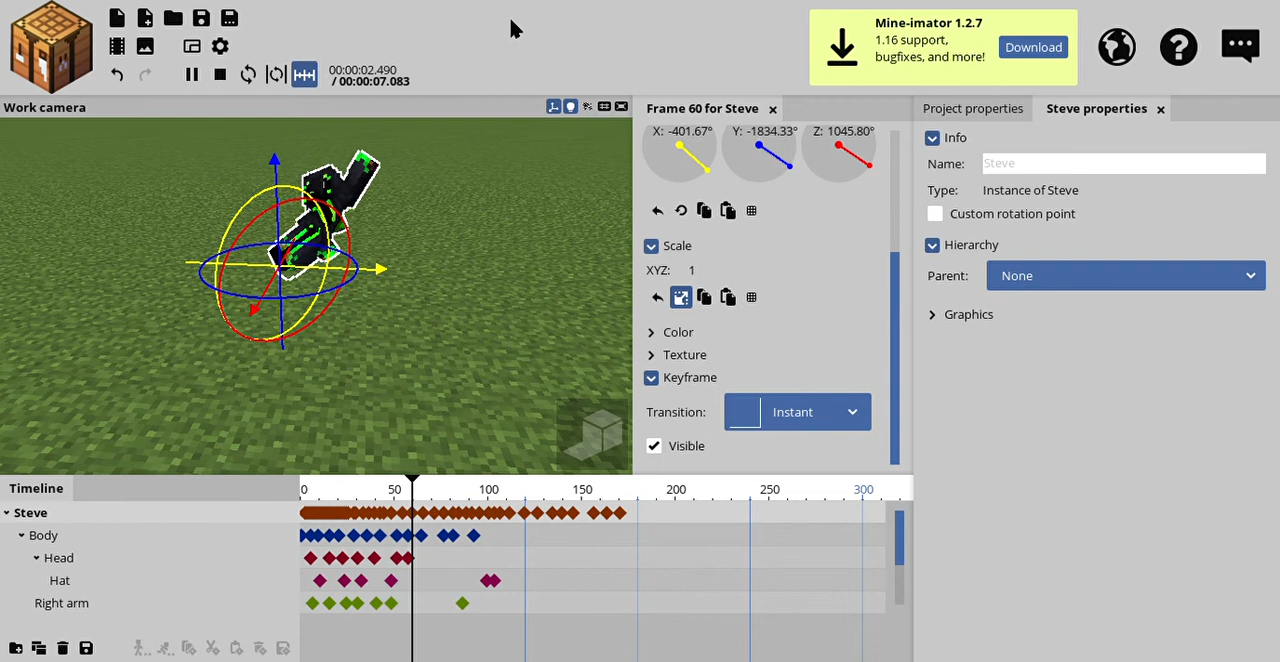 Mine-imator 1.2.7
1.16 support,
bugfixes, and more!
Download
00:00:02.490
/ 00:00:07.083
Work camera
Frame 60 for Steve
Project properties
Steve properties
X: -401.67°
Y: -1834.33°
Z: 1045.80°
Scale
XYZ: 1
Color
Texture
Keyframe
Transition: Instant
Visible
Info
Name: Steve
Type: Instance of Steve
Custom rotation point
Hierarchy
Parent: None
Graphics
Timeline
0 50 100 150 200 250 300
Steve
Body
Head
Hat
Right arm